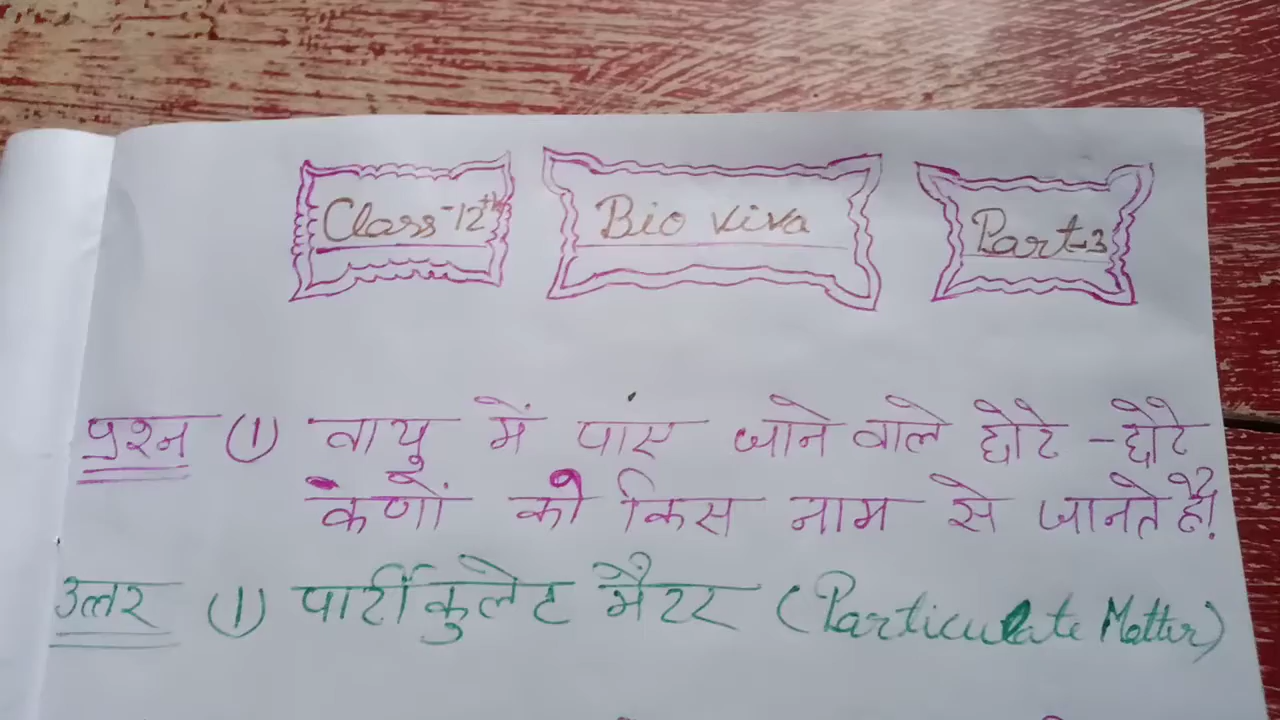 Class-12th Bio Viva Part-3
प्रश्न (1) वायु में पांए जाने वाले छोटे-छोटे
कणों को किस नाम से जानते है।
उत्तर (1) पार्टीकुलेट मैटर (Particulate Matter)